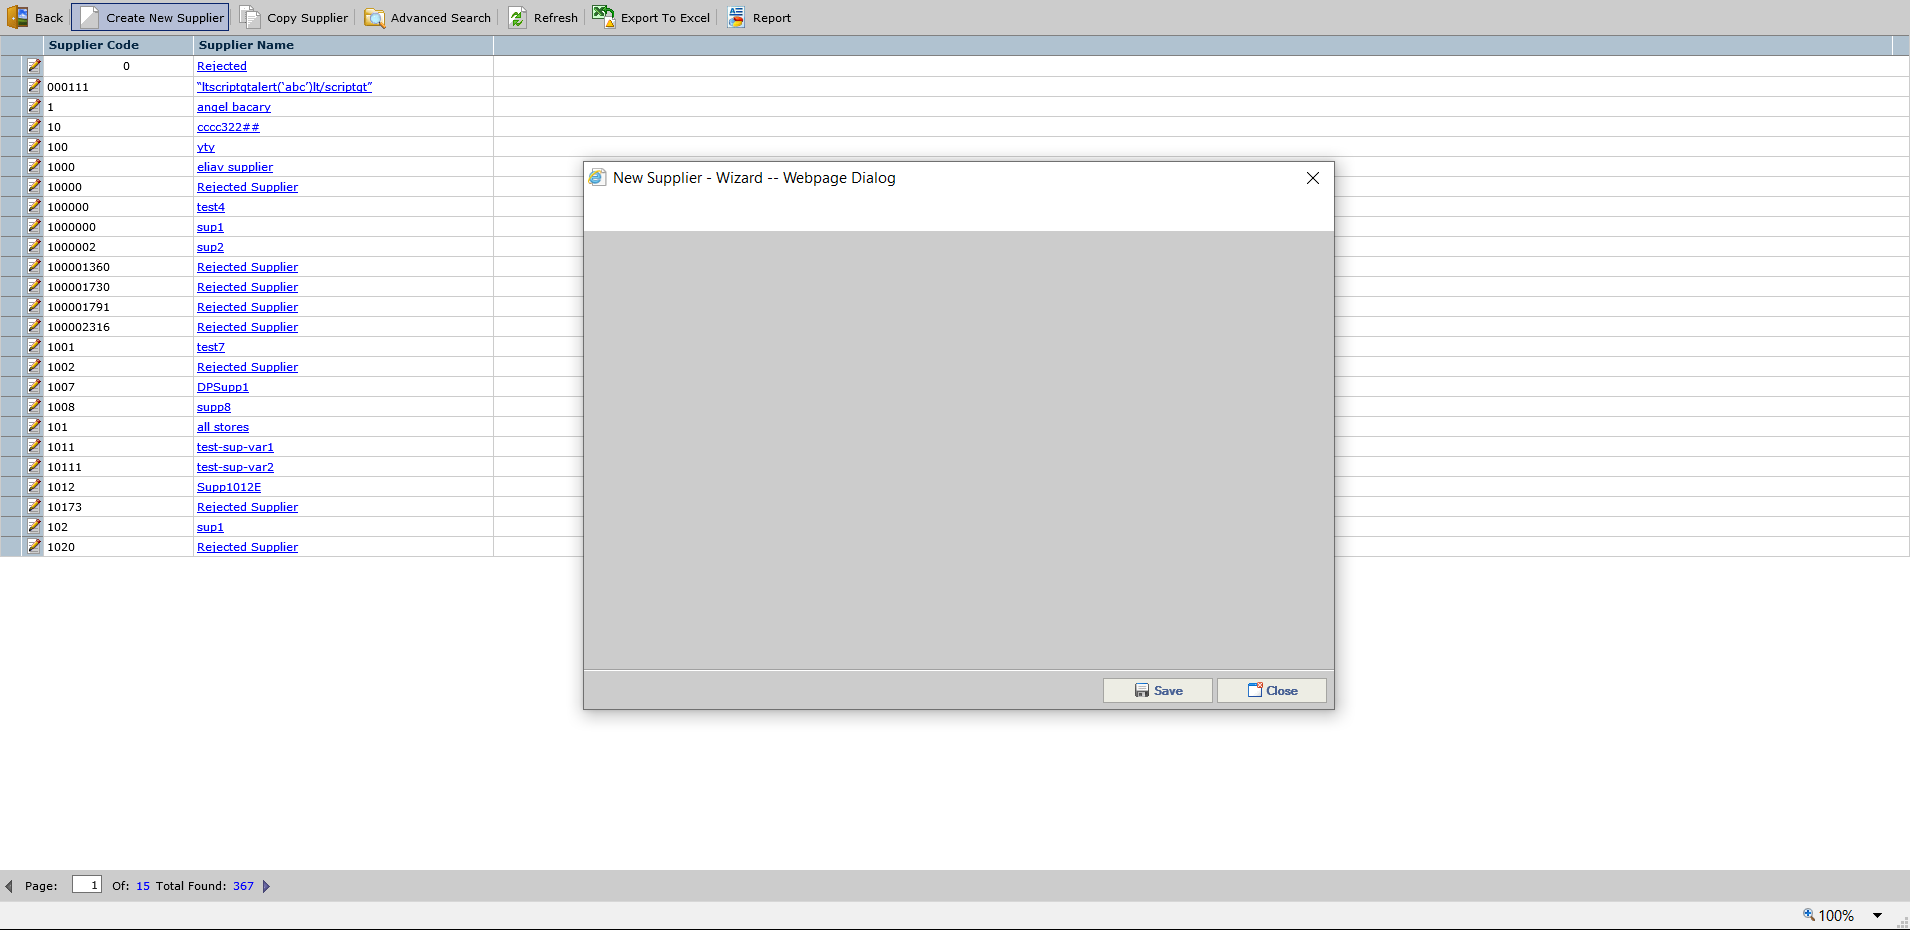 Back Create New Supplier Copy Supplier Advanced Search Refresh Export To Excel Report
Supplier Code Supplier Name
0 Rejected
000111 “ltscriptgtalert(‘abc’)lt/scriptgt”
1 angel bacary
10 cccc322##
100 yty
1000 eliav supplier
10000 Rejected Supplier
100000 test4
1000000 sup1
1000002 sup2
100001360 Rejected Supplier
100001730 Rejected Supplier
100001791 Rejected Supplier
100002316 Rejected Supplier
1001 test7
1002 Rejected Supplier
1007 DPSupp1
1008 supp8
101 all stores
1011 test-sup-var1
10111 test-sup-var2
1012 Supp1012E
10173 Rejected Supplier
102 sup1
1020 Rejected Supplier
New Supplier - Wizard -- Webpage Dialog
Save Close
Page: 1 Of: 15 Total Found: 367
100%